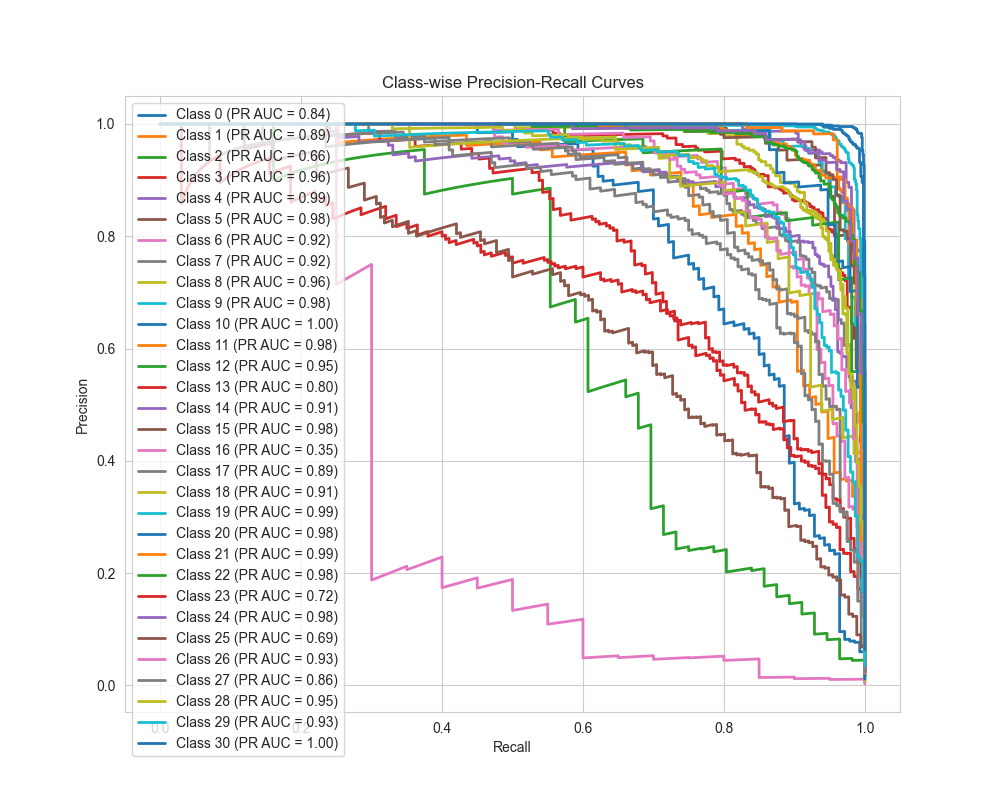 Class-wise Precision-Recall Curves
Class 0 (PR AUC = 0.84)
Class 1 (PR AUC = 0.89)
Class 2 (PR AUC = 0.66)
Class 3 (PR AUC = 0.96)
Class 4 (PR AUC = 0.99)
Class 5 (PR AUC = 0.98)
Class 6 (PR AUC = 0.92)
Class 7 (PR AUC = 0.92)
Class 8 (PR AUC = 0.96)
Class 9 (PR AUC = 0.98)
Class 10 (PR AUC = 1.00)
Class 11 (PR AUC = 0.98)
Class 12 (PR AUC = 0.95)
Class 13 (PR AUC = 0.80)
Class 14 (PR AUC = 0.91)
Class 15 (PR AUC = 0.98)
Class 16 (PR AUC = 0.35)
Class 17 (PR AUC = 0.89)
Class 18 (PR AUC = 0.91)
Class 19 (PR AUC = 0.99)
Class 20 (PR AUC = 0.98)
Class 21 (PR AUC = 0.99)
Class 22 (PR AUC = 0.98)
Class 23 (PR AUC = 0.72)
Class 24 (PR AUC = 0.98)
Class 25 (PR AUC = 0.69)
Class 26 (PR AUC = 0.93)
Class 27 (PR AUC = 0.86)
Class 28 (PR AUC = 0.95)
Class 29 (PR AUC = 0.93)
Class 30 (PR AUC = 1.00)
1.0
0.8
0.6
0.4
0.2
0.0
Precision
0.0 0.2 0.4 0.6 0.8 1.0
Recall